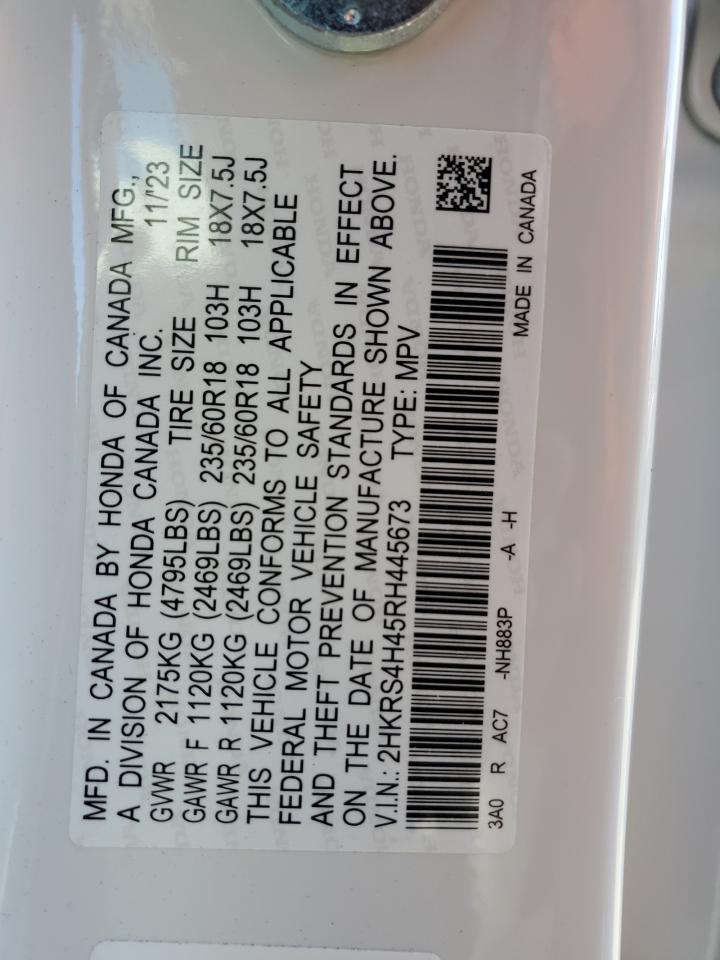 MFD. IN CANADA BY HONDA OF CANADA MFG.,
A DIVISION OF HONDA CANADA INC. 11/'23
GVWR 2175KG (4795LBS) TIRE SIZE RIM SIZE
GAWR F 1120KG (2469LBS) 235/60R18 103H 18X7.5J
GAWR R 1120KG (2469LBS) 235/60R18 103H 18X7.5J
THIS VEHICLE CONFORMS TO ALL APPLICABLE
FEDERAL MOTOR VEHICLE SAFETY
AND THEFT PREVENTION STANDARDS IN EFFECT
ON THE DATE OF MANUFACTURE SHOWN ABOVE.
V.I.N.: 2HKRS4H45RH445673 TYPE: MPV
3A0 R AC7 -NH883P -A -H MADE IN CANADA